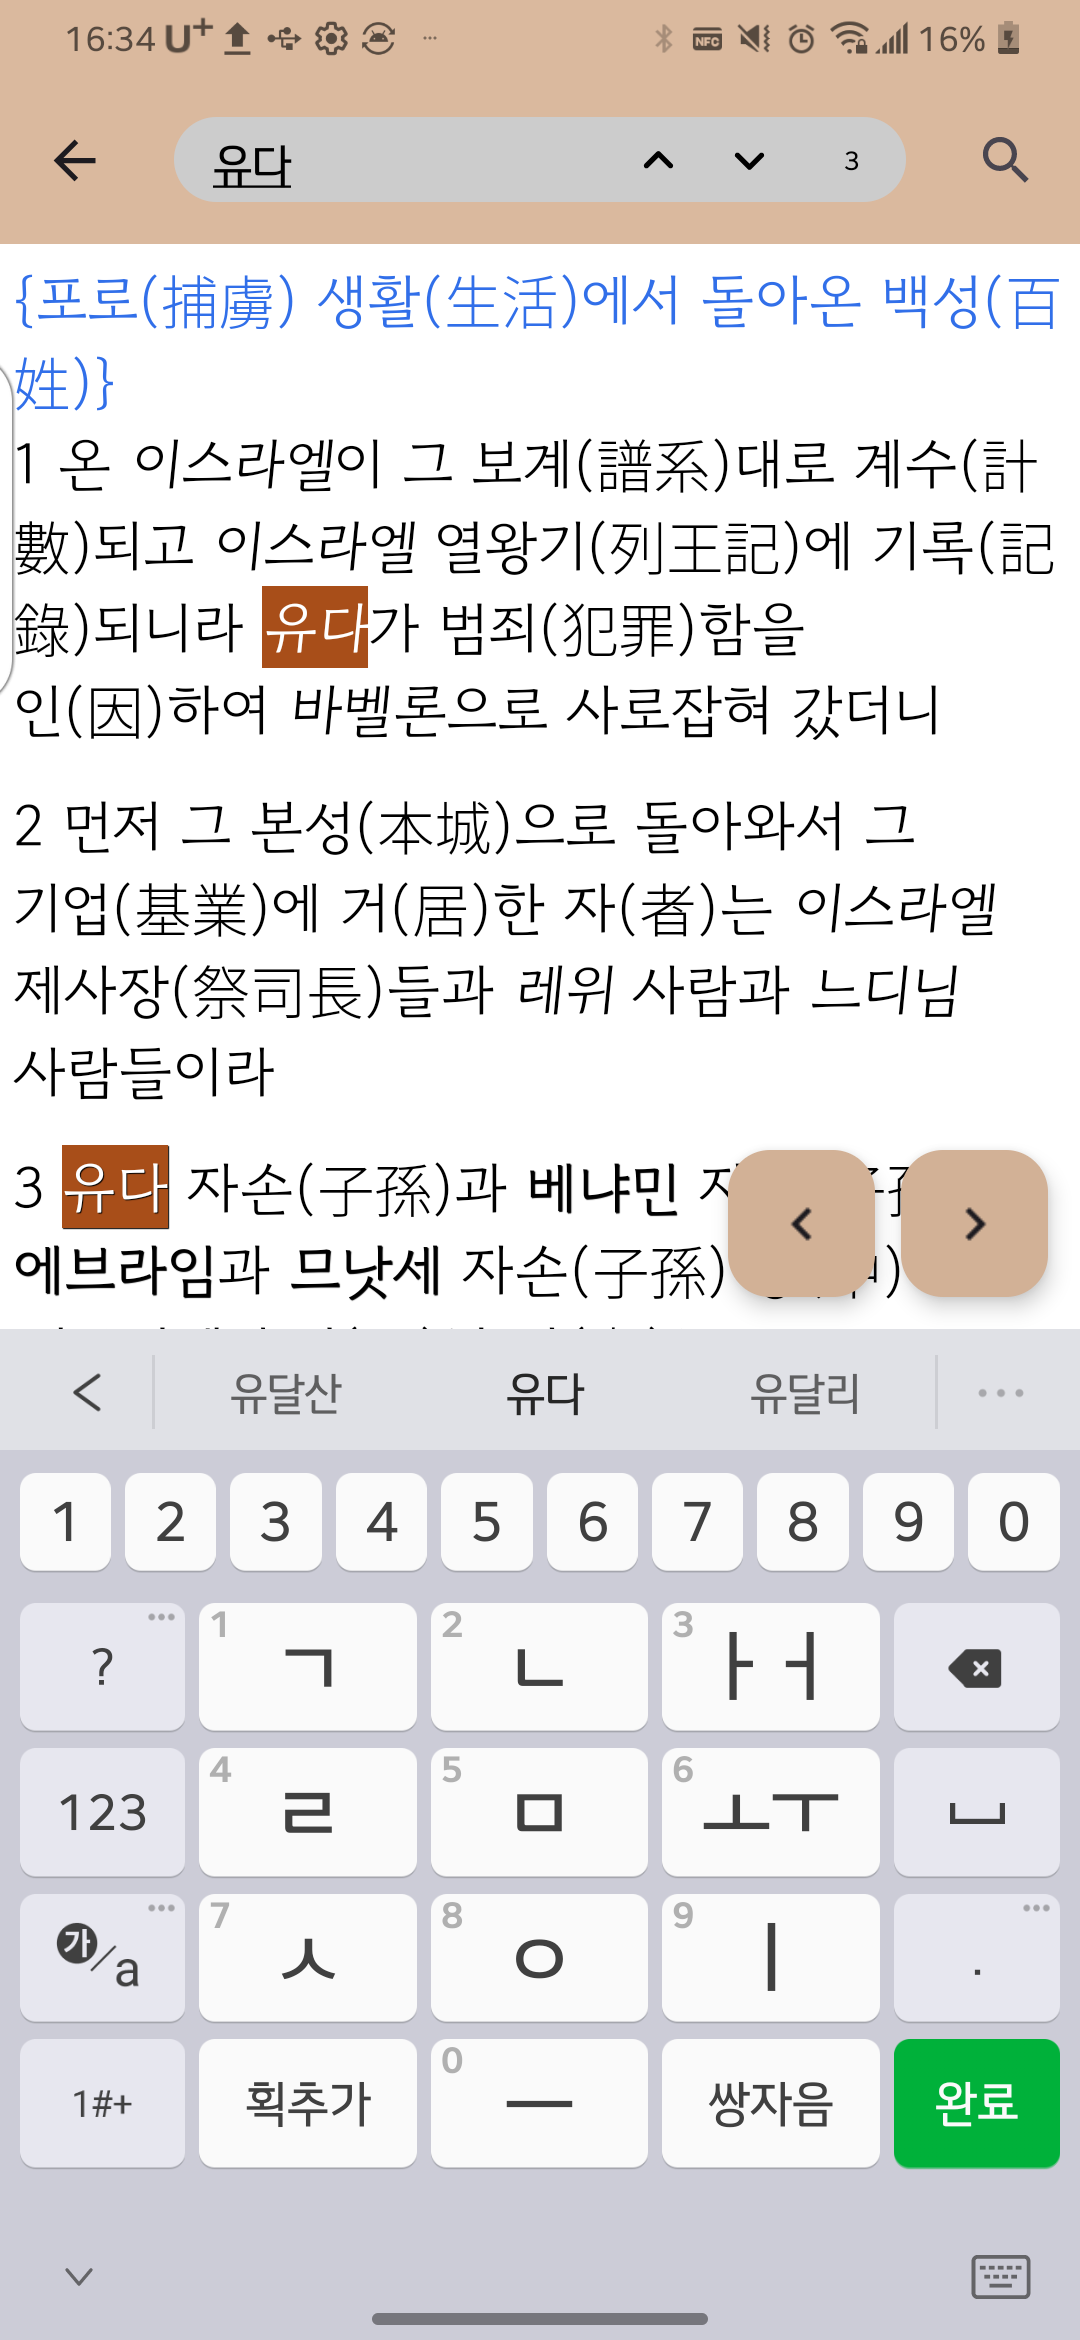 16:34 U+ ··· NFC 16%
유다 3
{포로(捕虜) 생활(生活)에서 돌아온 백성(百
姓)}
1 온 이스라엘이 그 보계(譜系)대로 계수(計
數)되고 이스라엘 열왕기(列王記)에 기록(記
錄)되니라 유다가 범죄(犯罪)함을
인(因)하여 바벨론으로 사로잡혀 갔더니
2 먼저 그 본성(本城)으로 돌아와서 그
기업(基業)에 거(居)한 자(者)는 이스라엘
제사장(祭司長)들과 레위 사람과 느디님
사람들이라
3 유다 자손(子孫)과 베냐민
에브라임과 므낫세 자손(子孫)
유달산 유다 유달리 ···
1 2 3 4 5 6 7 8 9 0
? 1 ㄱ 2 ㄴ 3 ㅏㅓ
123 4 ㄹ 5 ㅁ 6 ㅗㅜ
가/a 7 ㅅ 8 ㅇ 9 ㅣ .
1#+ 획추가 0 ㅡ 쌍자음 완료